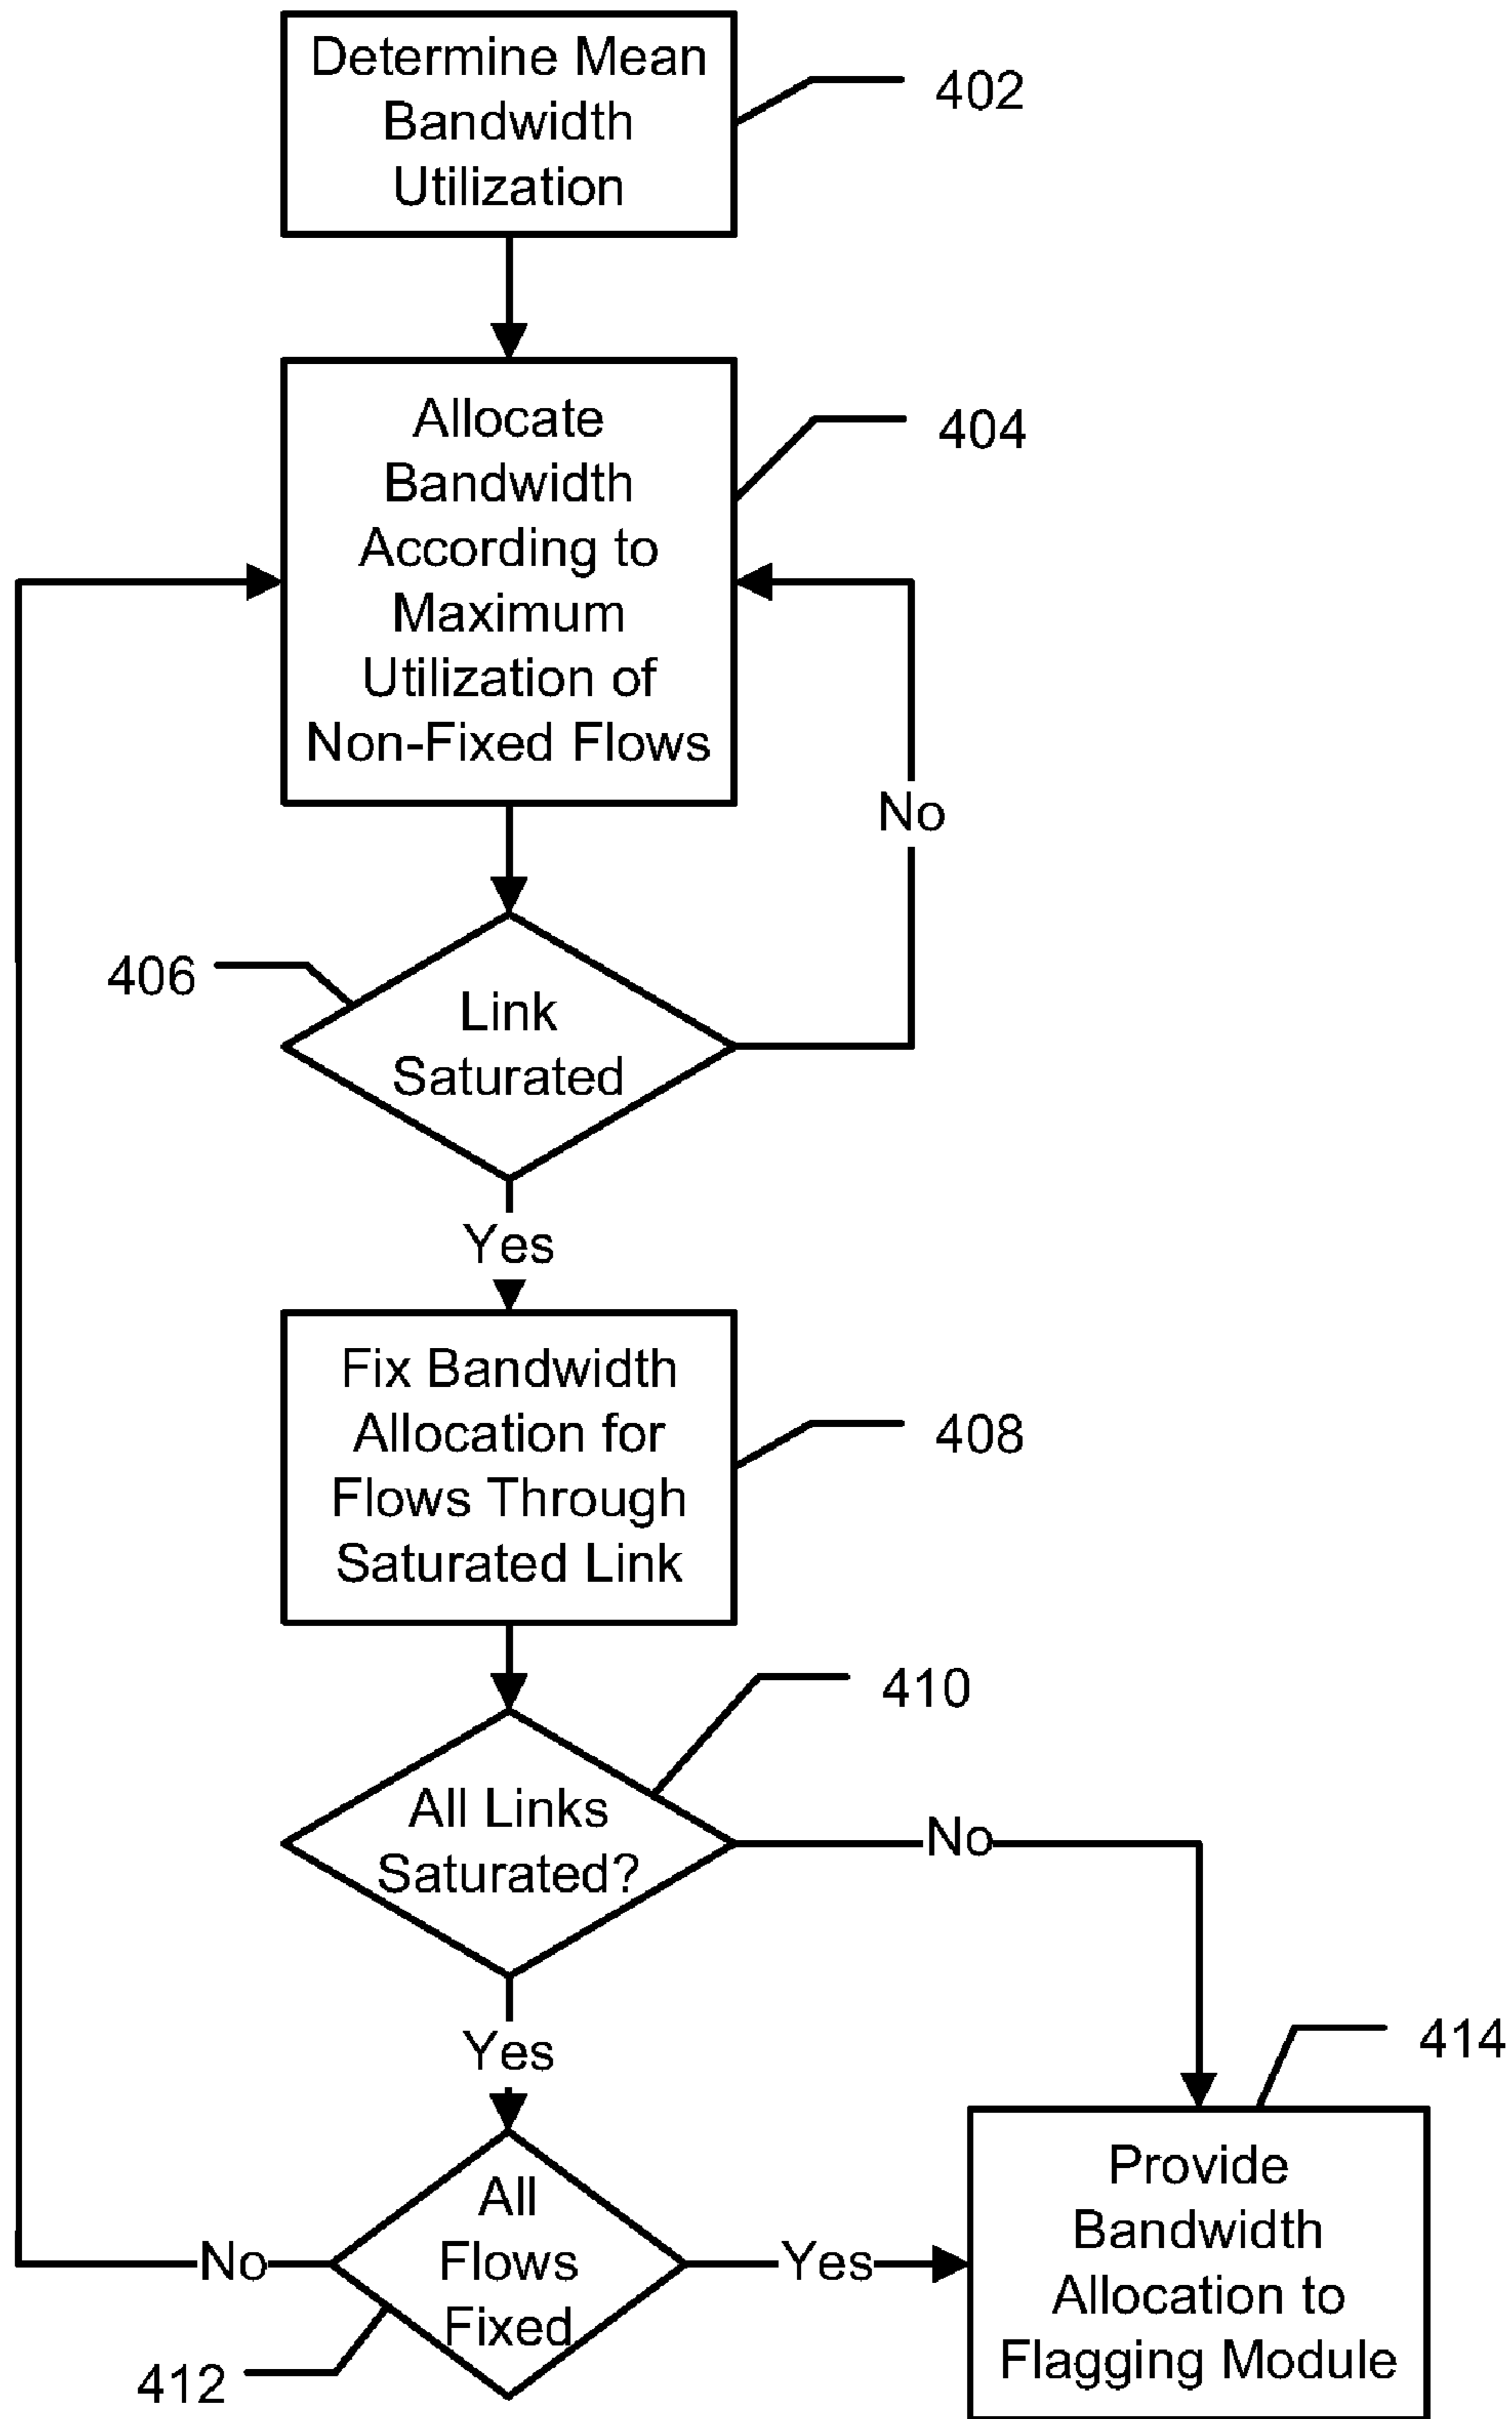 Determine Mean
Bandwidth
Utilization
402
Allocate
Bandwidth
According to
Maximum
Utilization of
Non-Fixed Flows
404
No
406
Link
Saturated
Yes
Fix Bandwidth
Allocation for
Flows Through
Saturated Link
408
410
All Links
Saturated?
No
Yes
414
All
Flows
Fixed
No
Yes
412
Provide
Bandwidth
Allocation to
Flagging Module